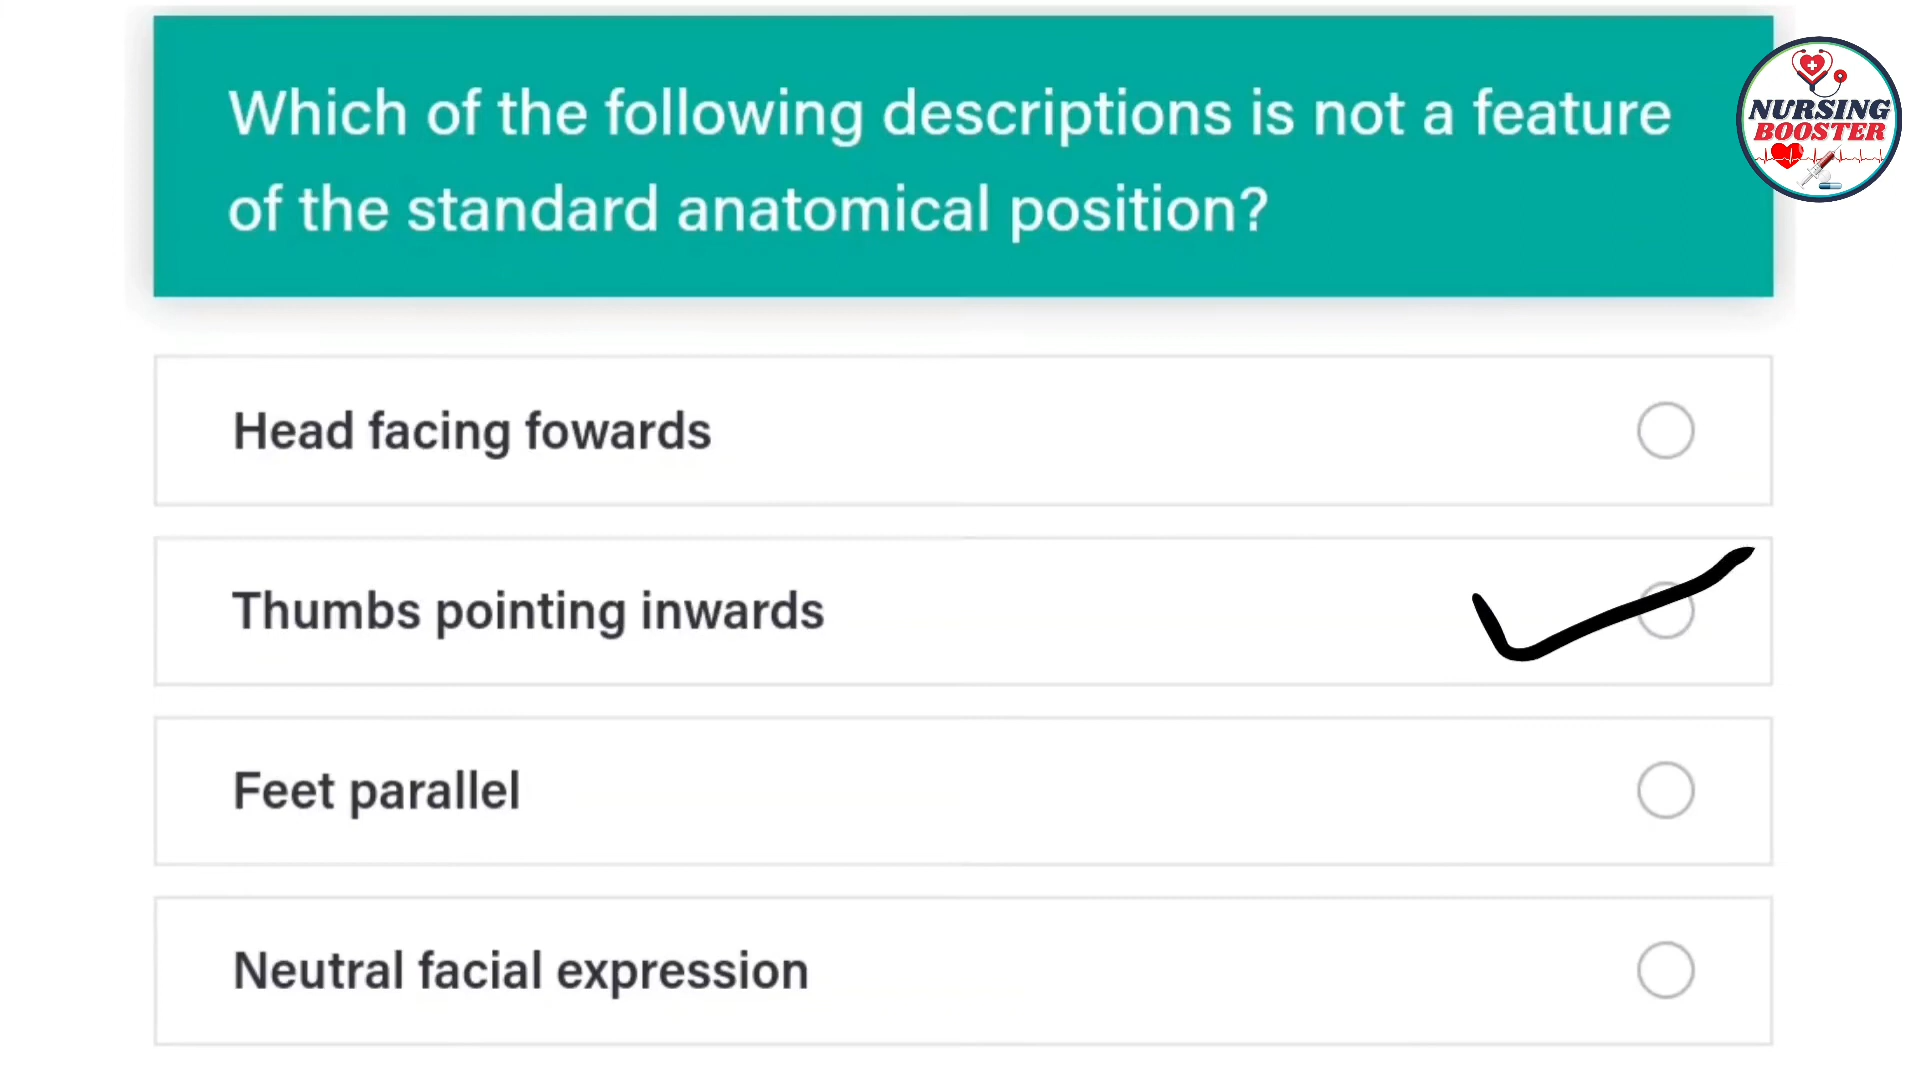 Which of the following descriptions is not a feature
of the standard anatomical position?
NURSING
BOOSTER
Head facing fowards
Thumbs pointing inwards
Feet parallel
Neutral facial expression